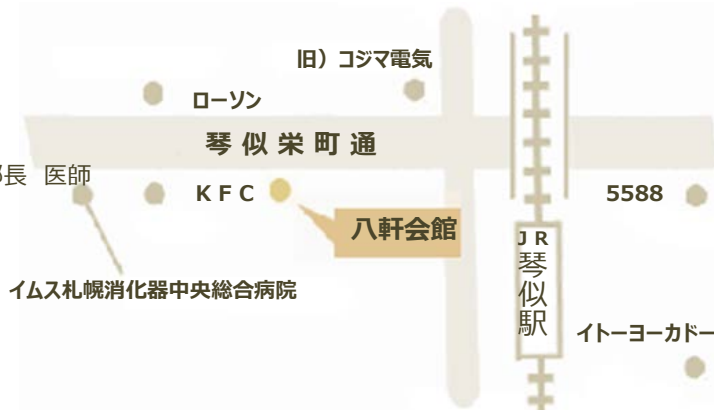 旧）コジマ電気
ローソン
琴似栄町通
部長 医師
KFC
5588
八軒会館
JR
琴似駅
イムス札幌消化器中央総合病院
イトーヨーカドー